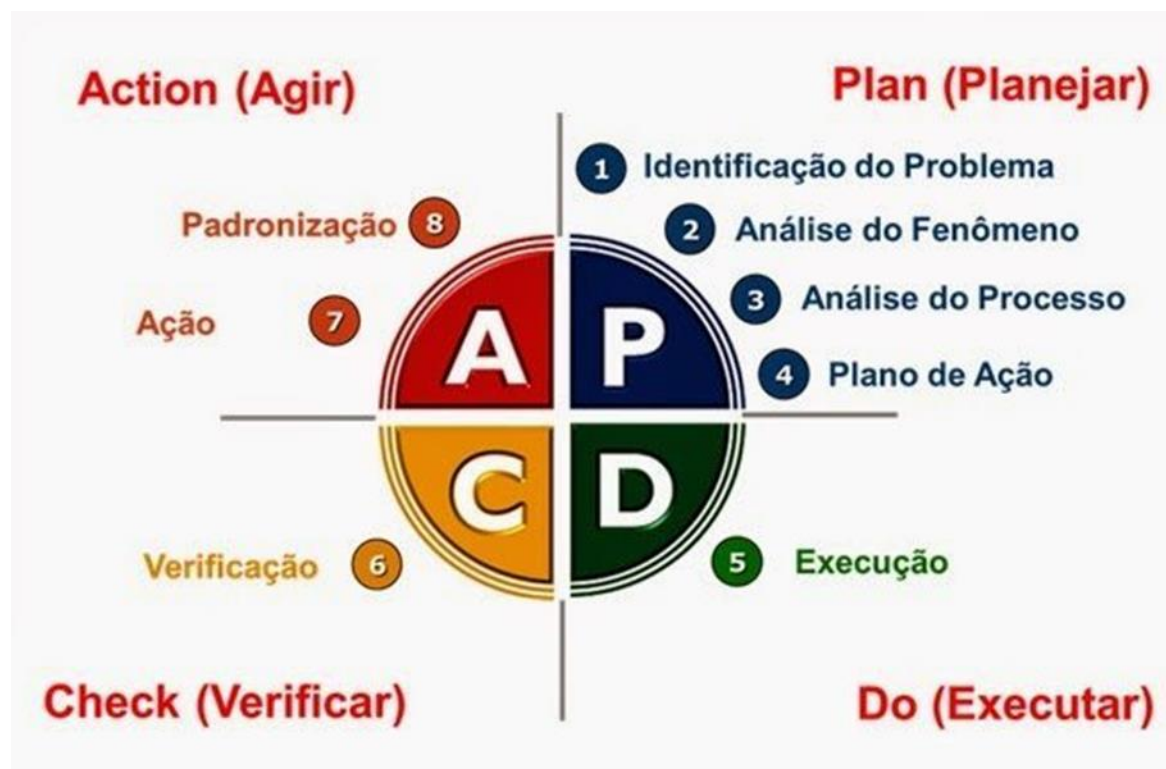 Action (Agir)
Plan (Planejar)
1 Identificação do Problema
2 Análise do Fenômeno
3 Análise do Processo
4 Plano de Ação
Padronização 8
Ação 7
A P
C D
Verificação 6
5 Execução
Check (Verificar)
Do (Executar)